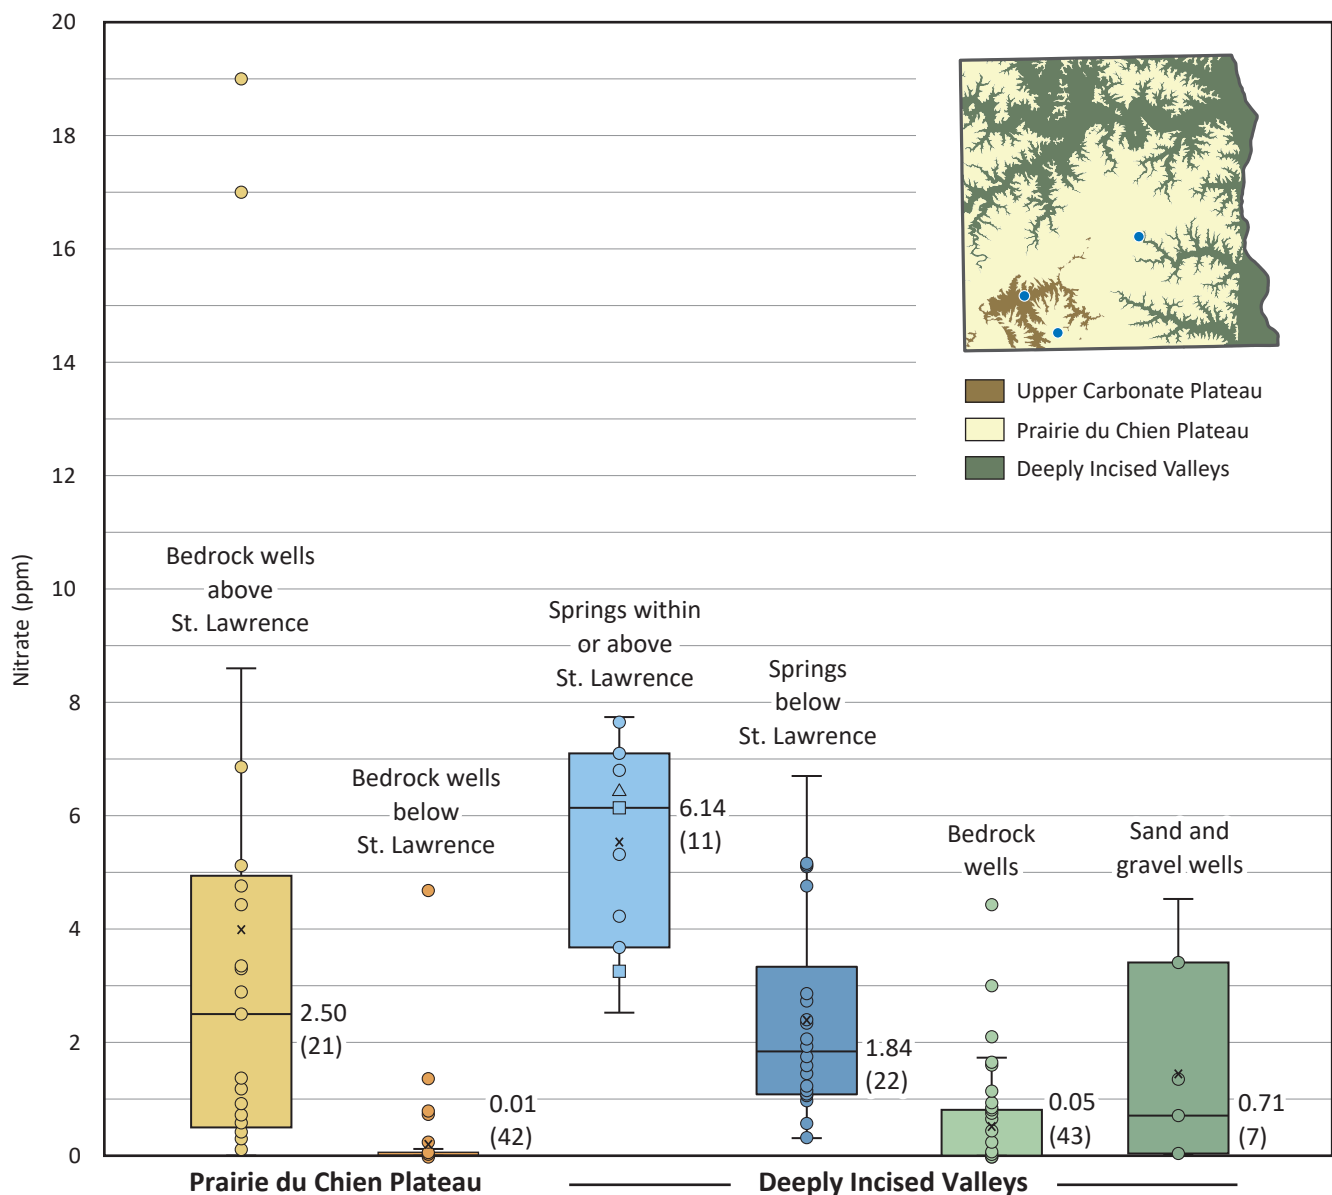 20
18
16
14
12
10
8
6
4
2
0
Nitrate (ppm)
Upper Carbonate Plateau
Prairie du Chien Plateau
Deeply Incised Valleys
Bedrock wells
above
St. Lawrence
2.50
(21)
Bedrock wells
below
St. Lawrence
0.01
(42)
Springs within
or above
St. Lawrence
6.14
(11)
Springs
below
St. Lawrence
1.84
(22)
Bedrock
wells
0.05
(43)
Sand and
gravel wells
0.71
(7)
Prairie du Chien Plateau
Deeply Incised Valleys